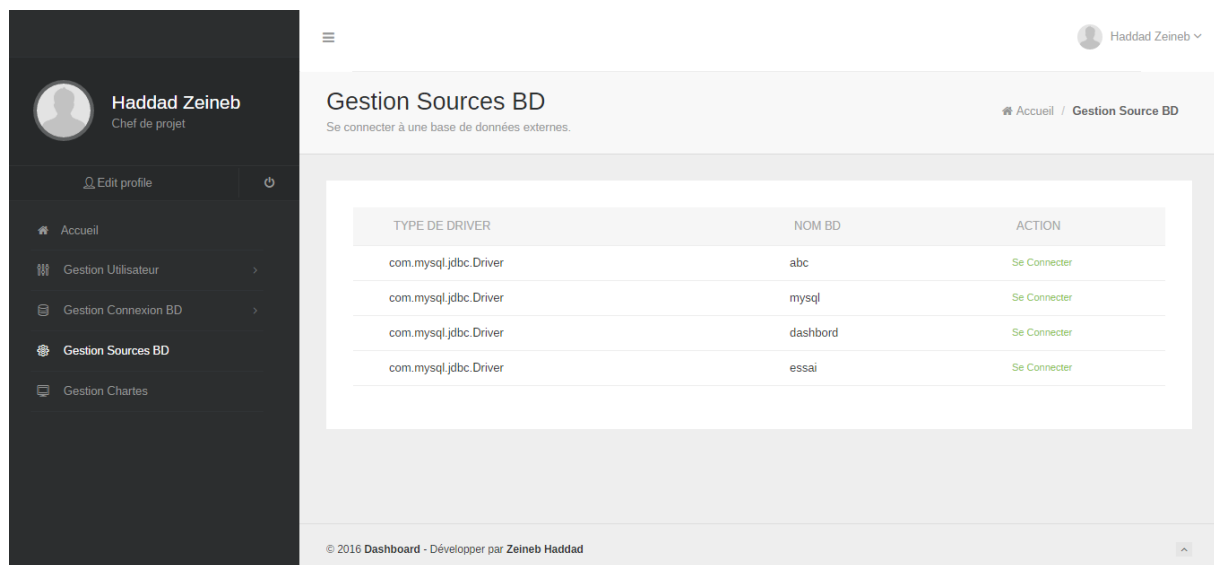 Haddad Zeineb
Haddad Zeineb
Chef de projet
Edit profile
Accueil
Gestion Utilisateur
Gestion Connexion BD
Gestion Sources BD
Gestion Chartes
Gestion Sources BD
Se connecter à une base de données externes.
Accueil / Gestion Source BD
TYPE DE DRIVER NOM BD ACTION
com.mysql.jdbc.Driver abc Se Connecter
com.mysql.jdbc.Driver mysql Se Connecter
com.mysql.jdbc.Driver dashbord Se Connecter
com.mysql.jdbc.Driver essai Se Connecter
© 2016 Dashboard - Développer par Zeineb Haddad